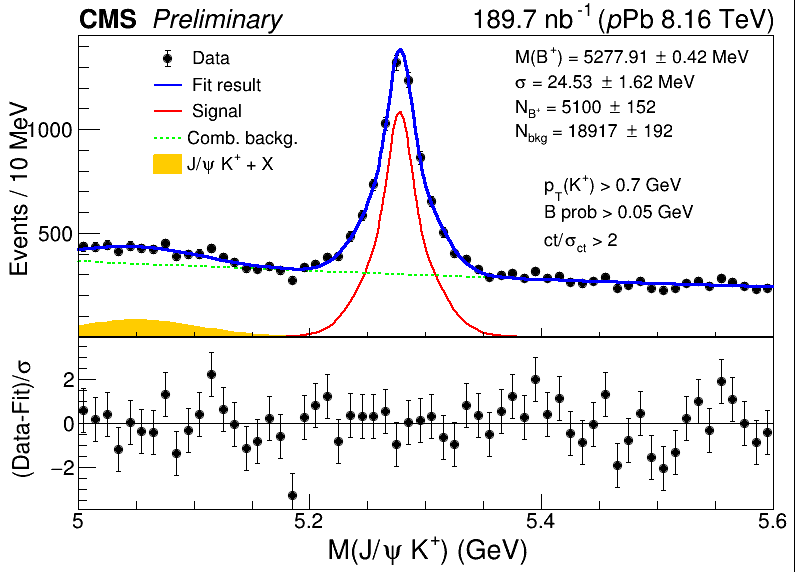 CMS Preliminary 189.7 nb⁻¹ (pPb 8.16 TeV)
Data
Fit result
Signal
Comb. backg.
J/ψ K⁺ + X
M(B⁺) = 5277.91 ± 0.42 MeV
σ = 24.53 ± 1.62 MeV
N_B⁺ = 5100 ± 152
N_bkg = 18917 ± 192
p_T(K⁺) > 0.7 GeV
B prob > 0.05 GeV
ct/σ_ct > 2
Events / 10 MeV
1000
500
(Data-Fit)/σ
2
0
−2
5 5.2 5.4 5.6
M(J/ψ K⁺) (GeV)